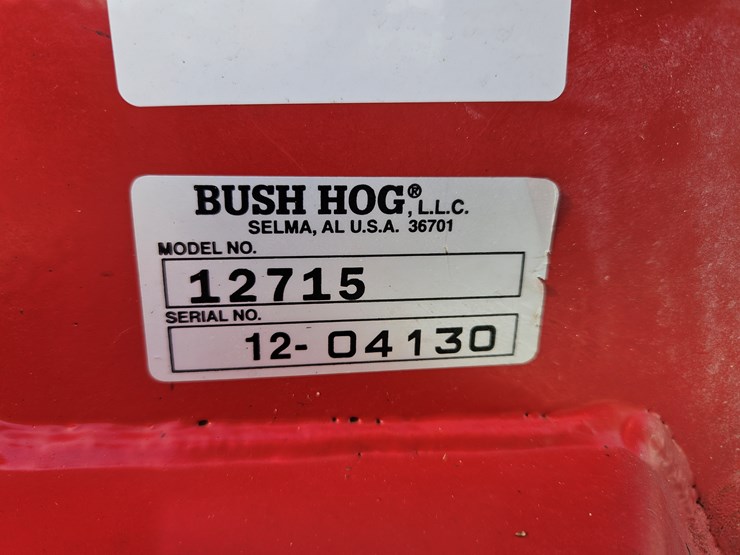 BUSH HOG®, L.L.C.
SELMA, AL U.S.A. 36701
MODEL NO.
12715
SERIAL NO.
12- 04130